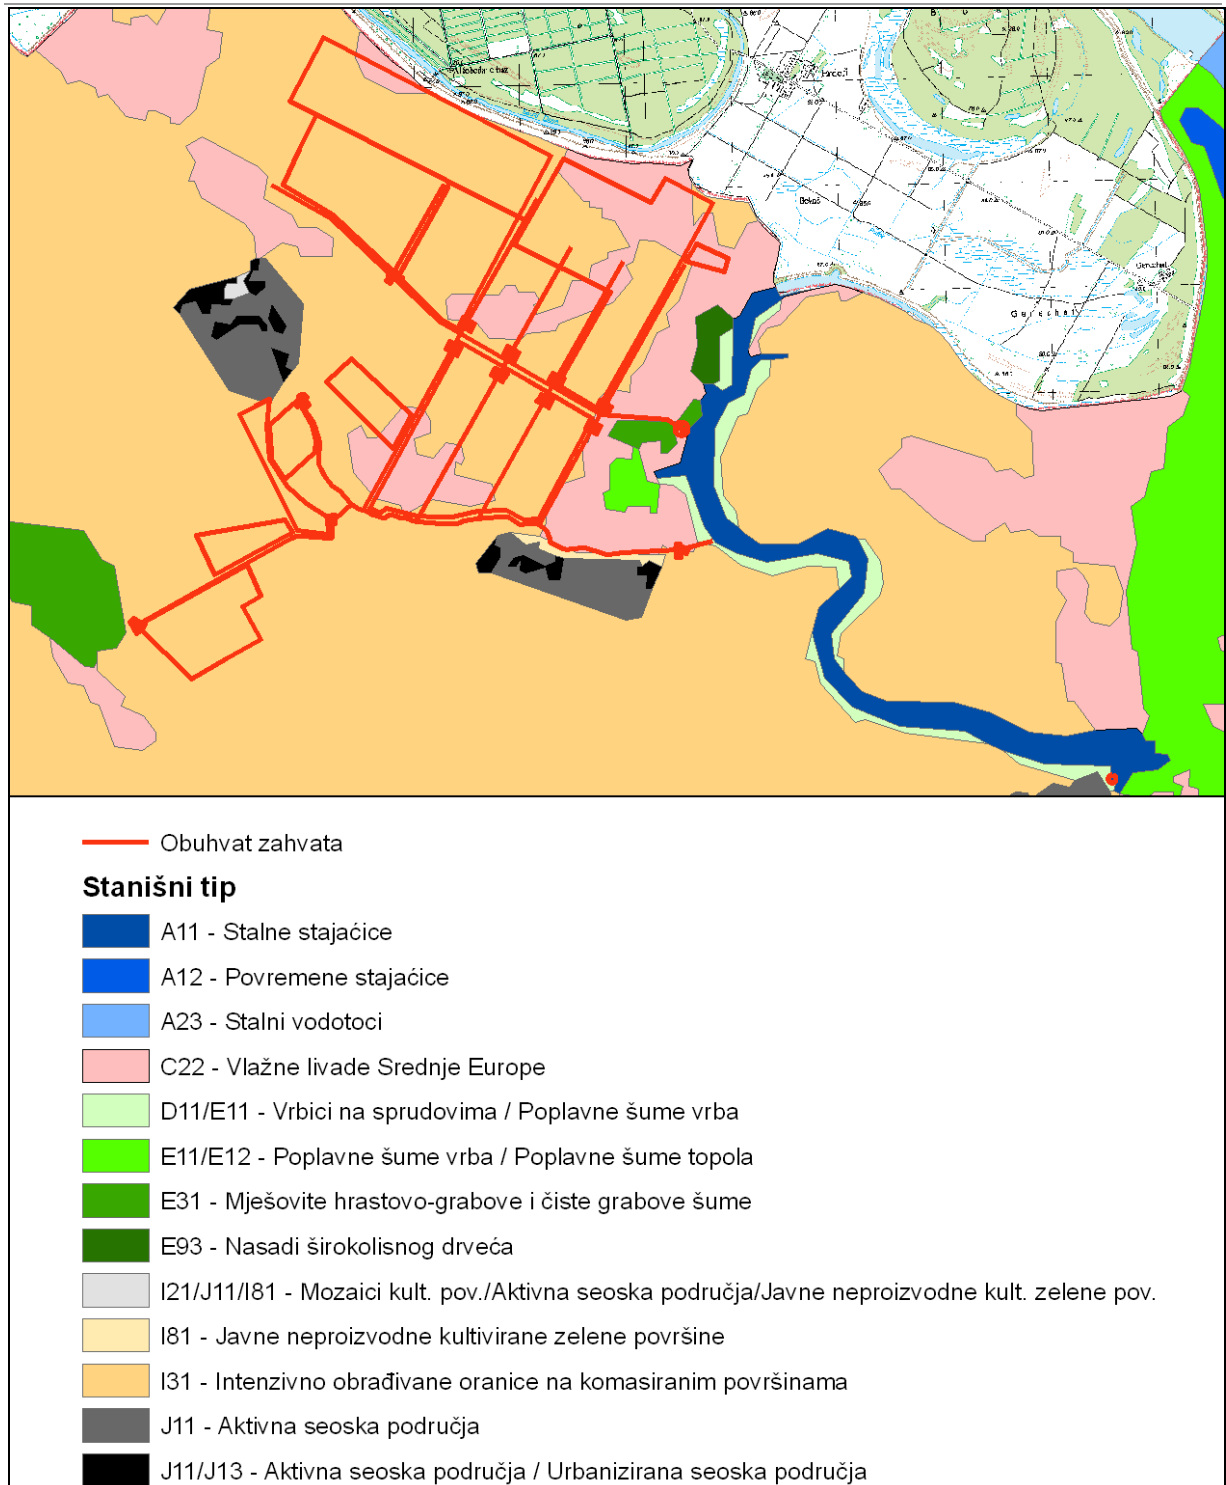 Gerechalj
Obuhvat zahvata
Stanišni tip
A11 - Stalne stajaćice
A12 - Povremene stajaćice
A23 - Stalni vodotoci
C22 - Vlažne livade Srednje Europe
D11/E11 - Vrbici na sprudovima / Poplavne šume vrba
E11/E12 - Poplavne šume vrba / Poplavne šume topola
E31 - Mješovite hrastovo-grabove i čiste grabove šume
E93 - Nasadi širokolisnog drveća
I21/J11/I81 - Mozaici kult. pov./Aktivna seoska područja/Javne neproizvodne kult. zelene pov.
I81 - Javne neproizvodne kultivirane zelene površine
I31 - Intenzivno obrađivane oranice na komasiranim površinama
J11 - Aktivna seoska područja
J11/J13 - Aktivna seoska područja / Urbanizirana seoska područja